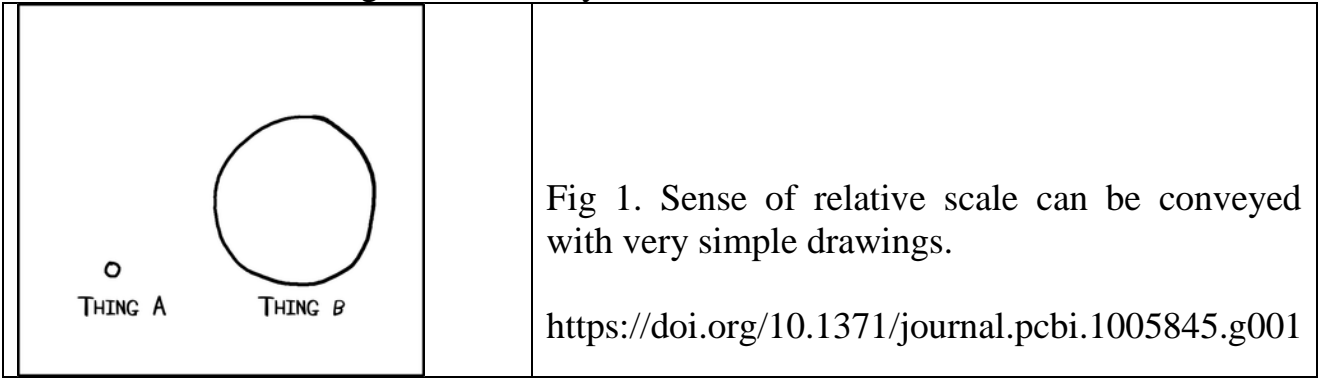 THING A
THING B
Fig 1. Sense of relative scale can be conveyed
with very simple drawings.
https://doi.org/10.1371/journal.pcbi.1005845.g001